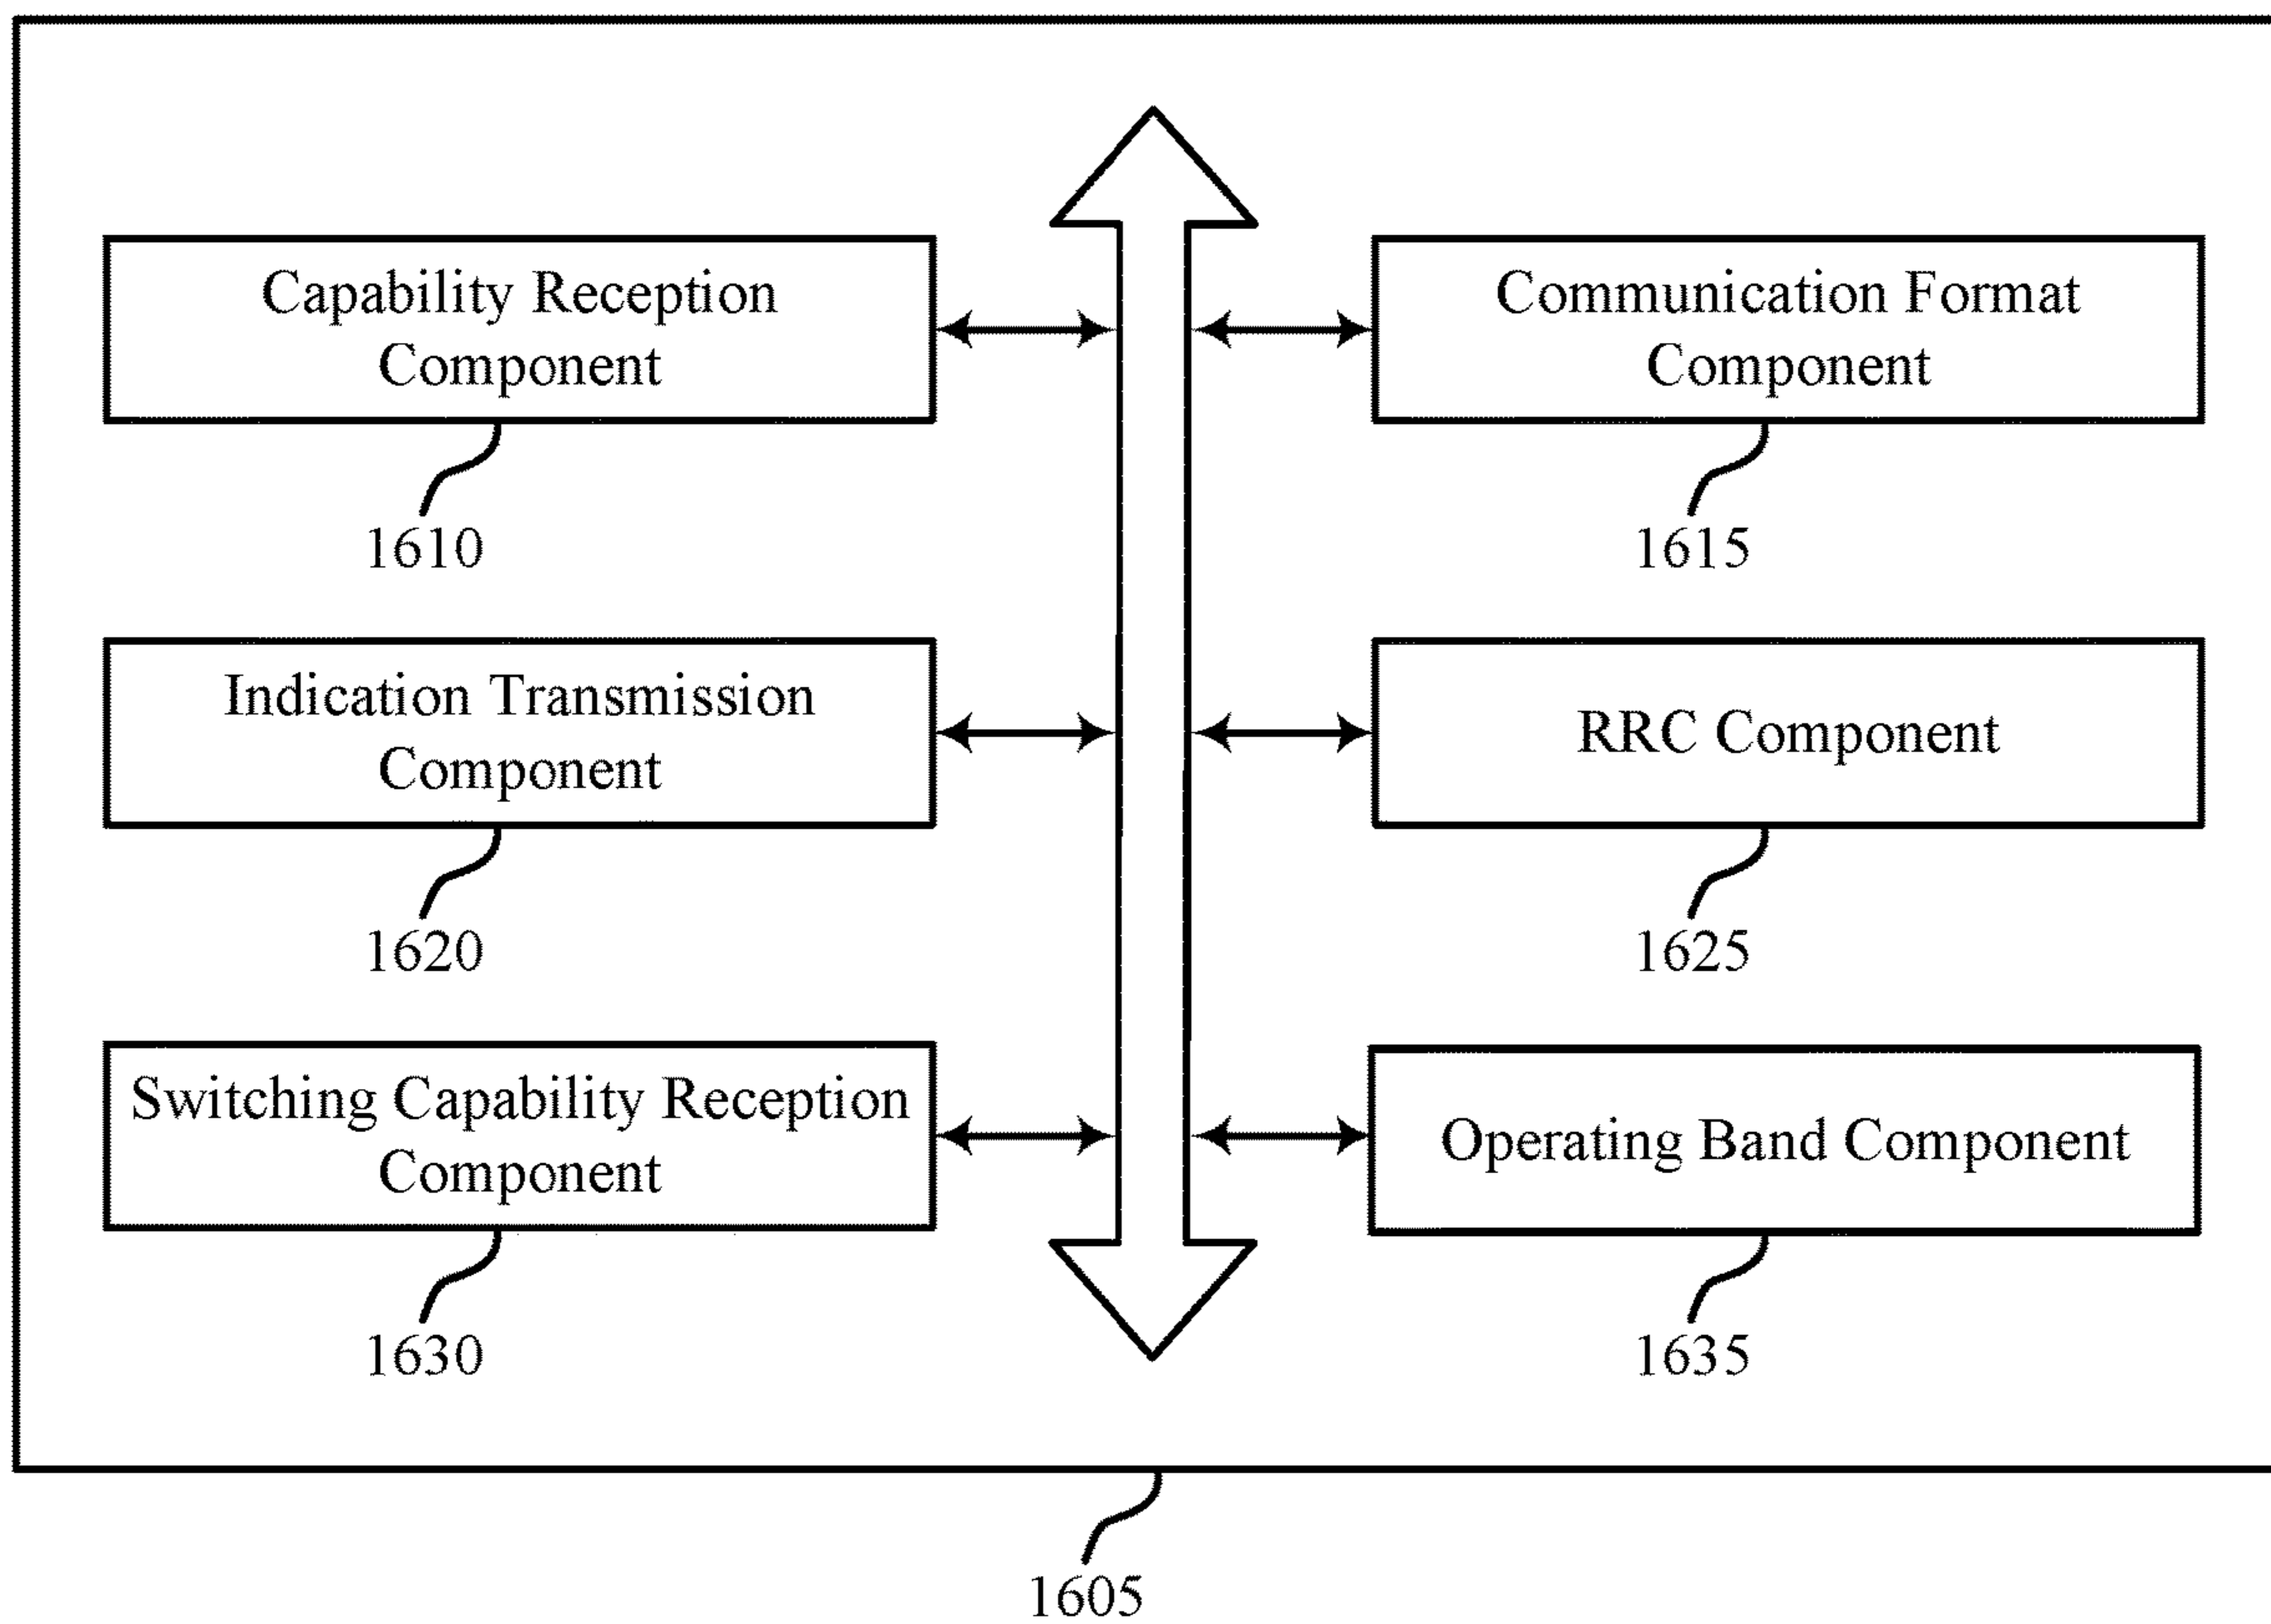 Capability Reception
Component
1610
Communication Format
Component
1615
Indication Transmission
Component
1620
RRC Component
1625
Switching Capability Reception
Component
1630
Operating Band Component
1635
1605